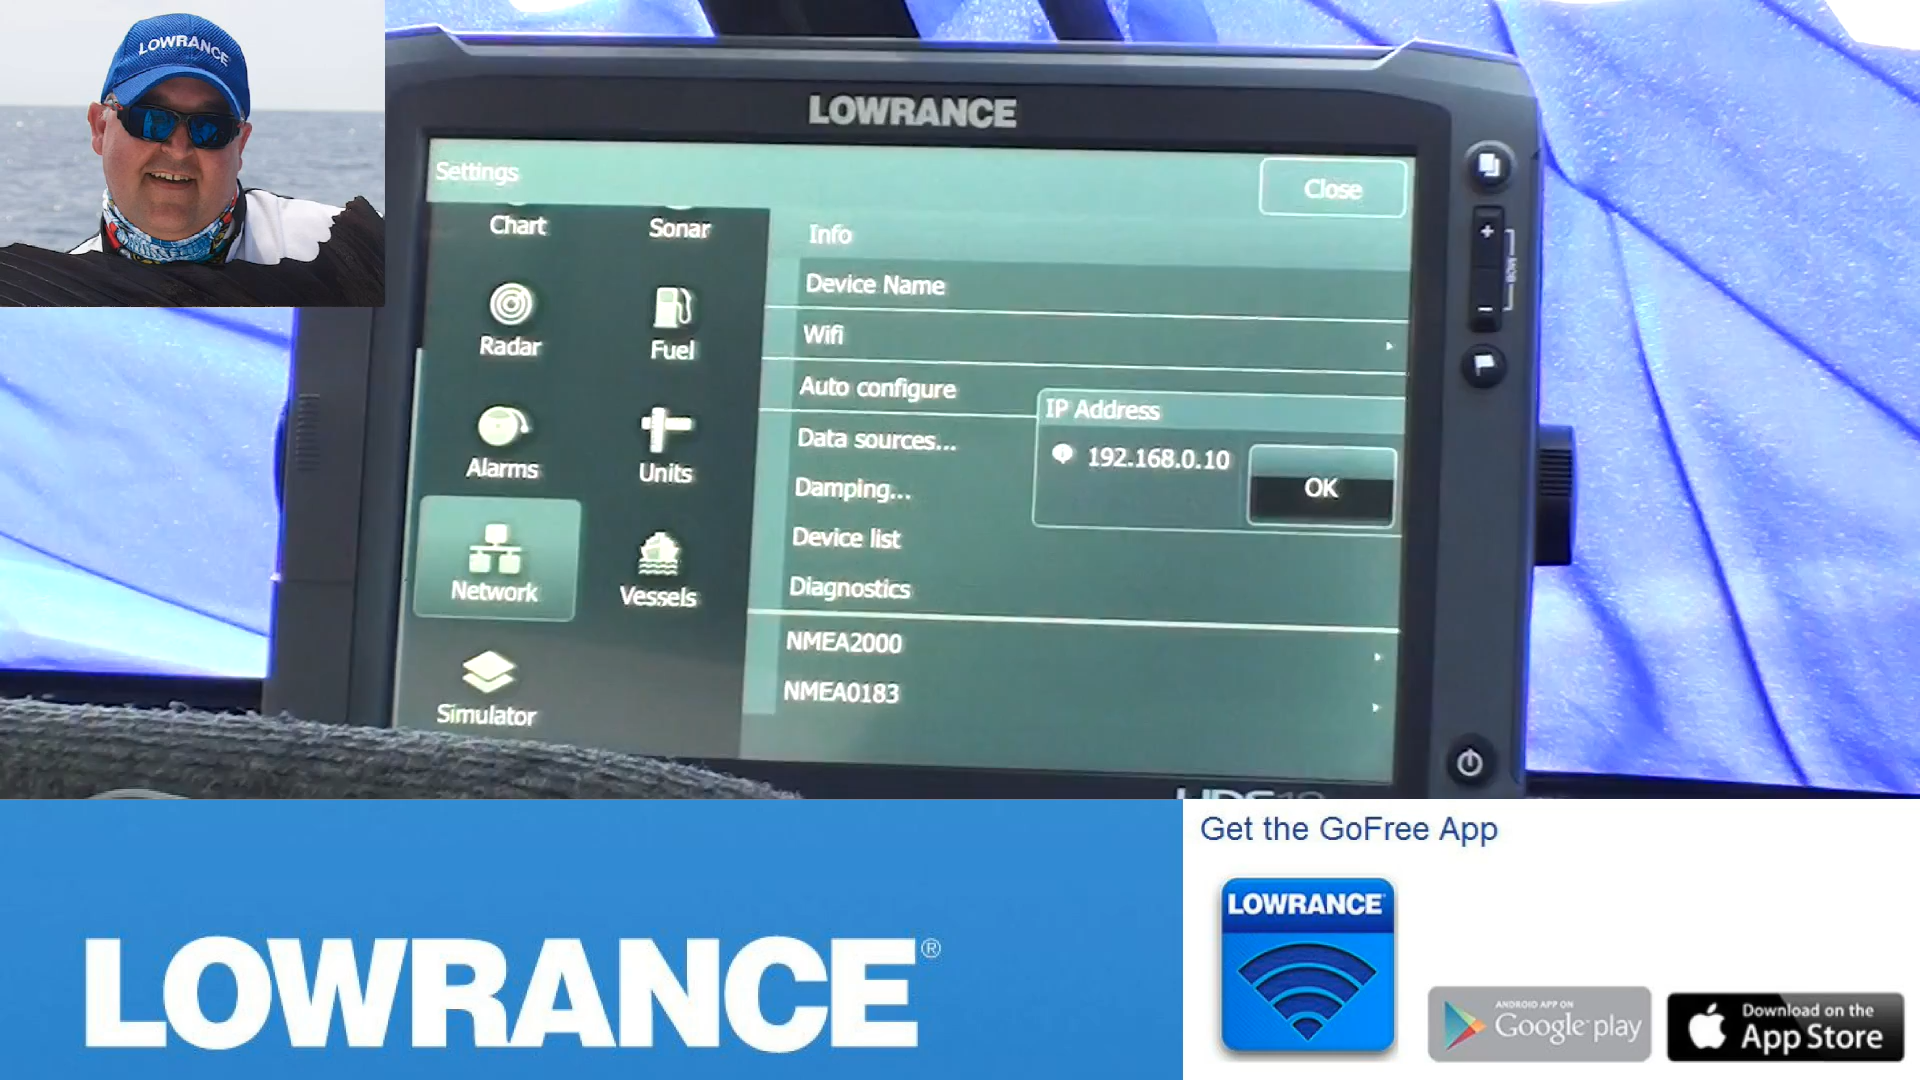 LOWRANCE
LOWRANCE
Settings
Close
Chart
Sonar
Radar
Fuel
Alarms
Units
Network
Vessels
Simulator
Info
Device Name
Wifi
Auto configure
Data sources...
Damping...
Device list
Diagnostics
NMEA2000
NMEA0183
IP Address
192.168.0.10
OK
+
MOB
-
LOWRANCE®
Get the GoFree App
LOWRANCE
ANDROID APP ON
Google play
Download on the
App Store